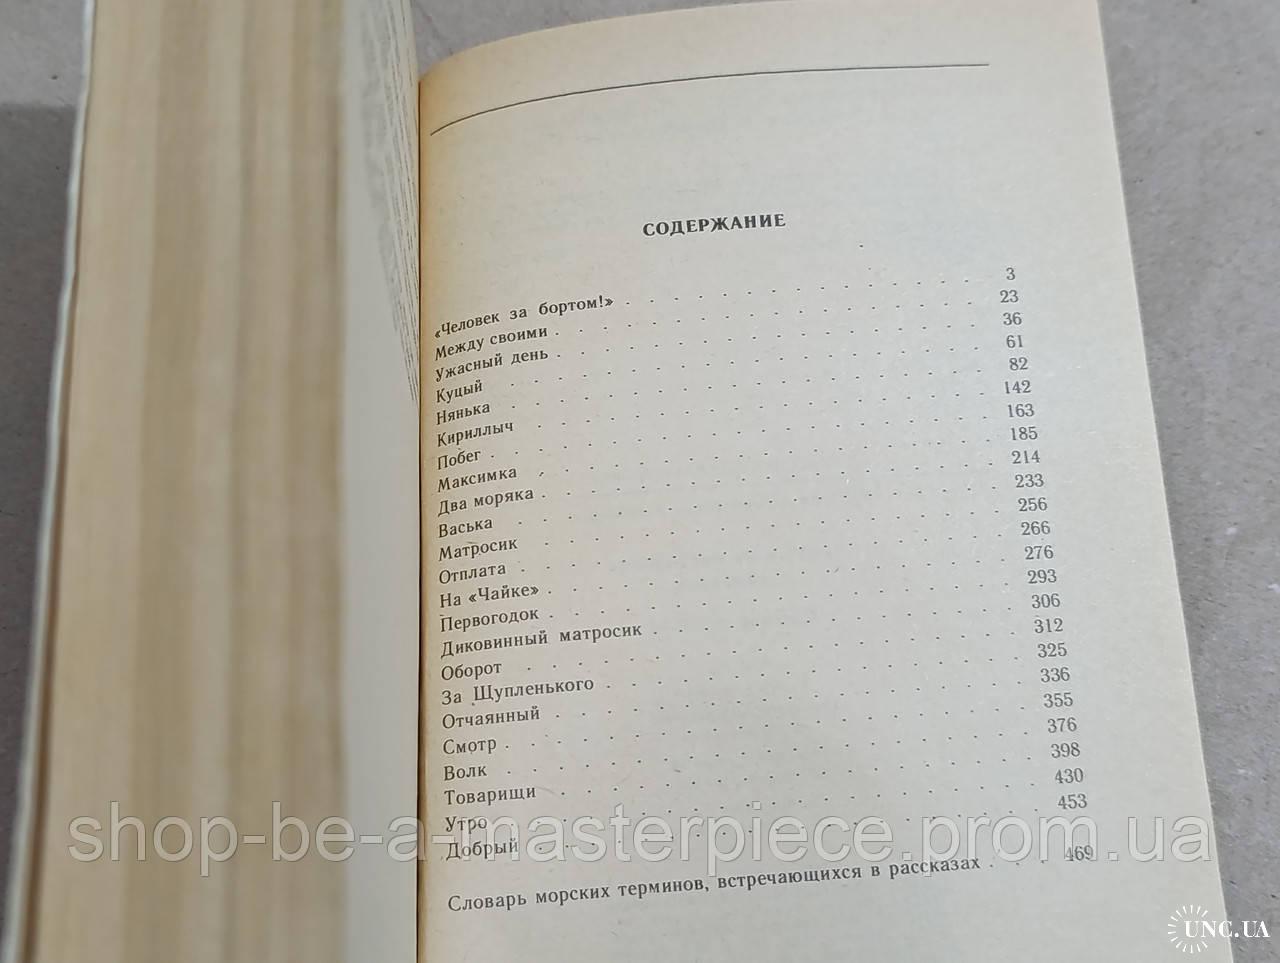 СОДЕРЖАНИЕ
«Человек за бортом!» . . . . . . . . . . . . . 3
Между своими . . . . . . . . . . . . . 23
Ужасный день . . . . . . . . . . . . . 36
Куцый . . . . . . . . . . . . . 61
Нянька . . . . . . . . . . . . . 82
Кириллыч . . . . . . . . . . . . . 142
Побег . . . . . . . . . . . . . 163
Максимка . . . . . . . . . . . . . 185
Два моряка . . . . . . . . . . . . . 214
Васька . . . . . . . . . . . . . 233
Матросик . . . . . . . . . . . . . 256
Отплата . . . . . . . . . . . . . 266
На «Чайке» . . . . . . . . . . . . . 276
Первогодок . . . . . . . . . . . . . 293
Диковинный матросик . . . . . . . . . . . . . 306
Оборот . . . . . . . . . . . . . 312
За Щупленького . . . . . . . . . . . . . 325
Отчаянный . . . . . . . . . . . . . 336
Смотр . . . . . . . . . . . . . 355
Волк . . . . . . . . . . . . . 376
Товарищи . . . . . . . . . . . . . 398
Утро . . . . . . . . . . . . . 430
Добрый . . . . . . . . . . . . . 453
Словарь морских терминов, встречающихся в рассказах . . . 469
shop-be-a-masterpiece.prom.ua
UNC.UA